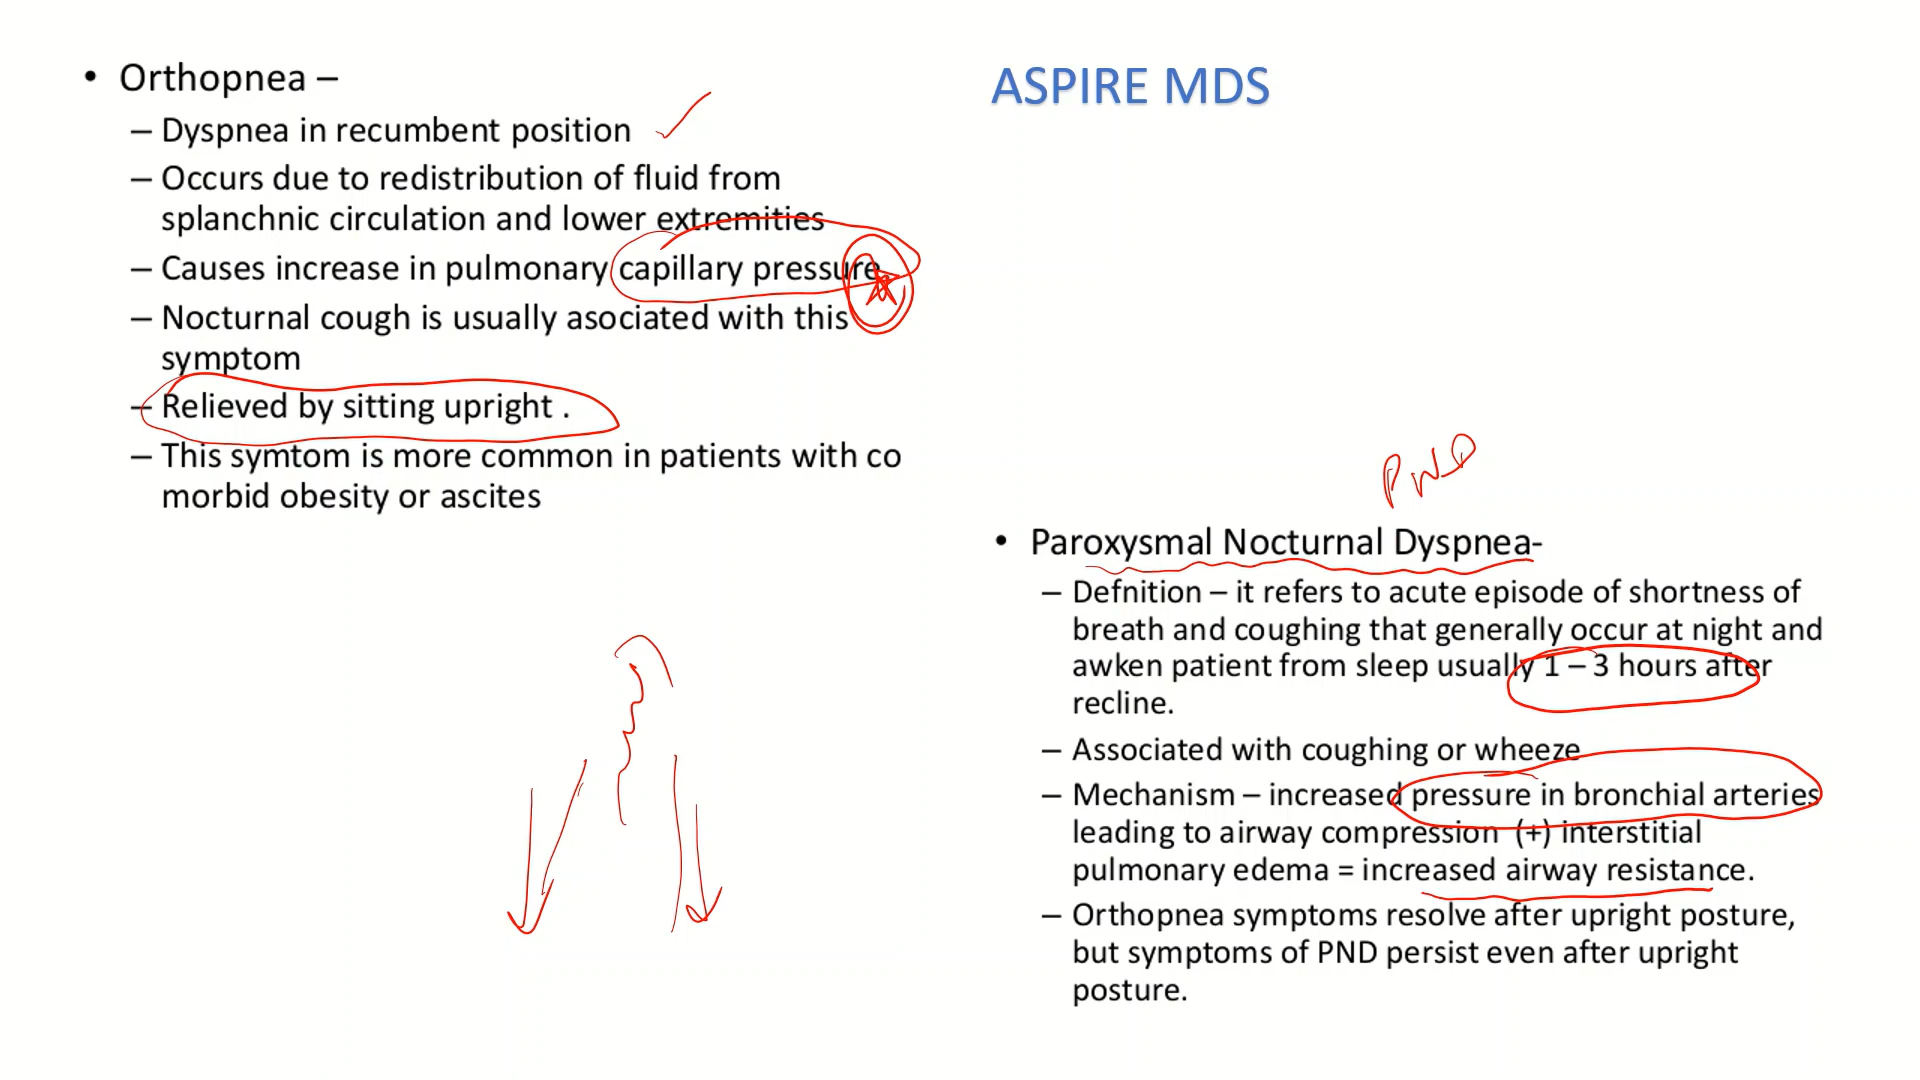 • Orthopnea –
– Dyspnea in recumbent position
– Occurs due to redistribution of fluid from
splanchnic circulation and lower extremities
– Causes increase in pulmonary capillary pressure
– Nocturnal cough is usually asociated with this
symptom
– Relieved by sitting upright .
– This symtom is more common in patients with co
morbid obesity or ascites
ASPIRE MDS
PND
• Paroxysmal Nocturnal Dyspnea-
– Defnition – it refers to acute episode of shortness of
breath and coughing that generally occur at night and
awken patient from sleep usually 1 – 3 hours after
recline.
– Associated with coughing or wheeze
– Mechanism – increased pressure in bronchial arteries
leading to airway compression (+) interstitial
pulmonary edema = increased airway resistance.
– Orthopnea symptoms resolve after upright posture,
but symptoms of PND persist even after upright
posture.